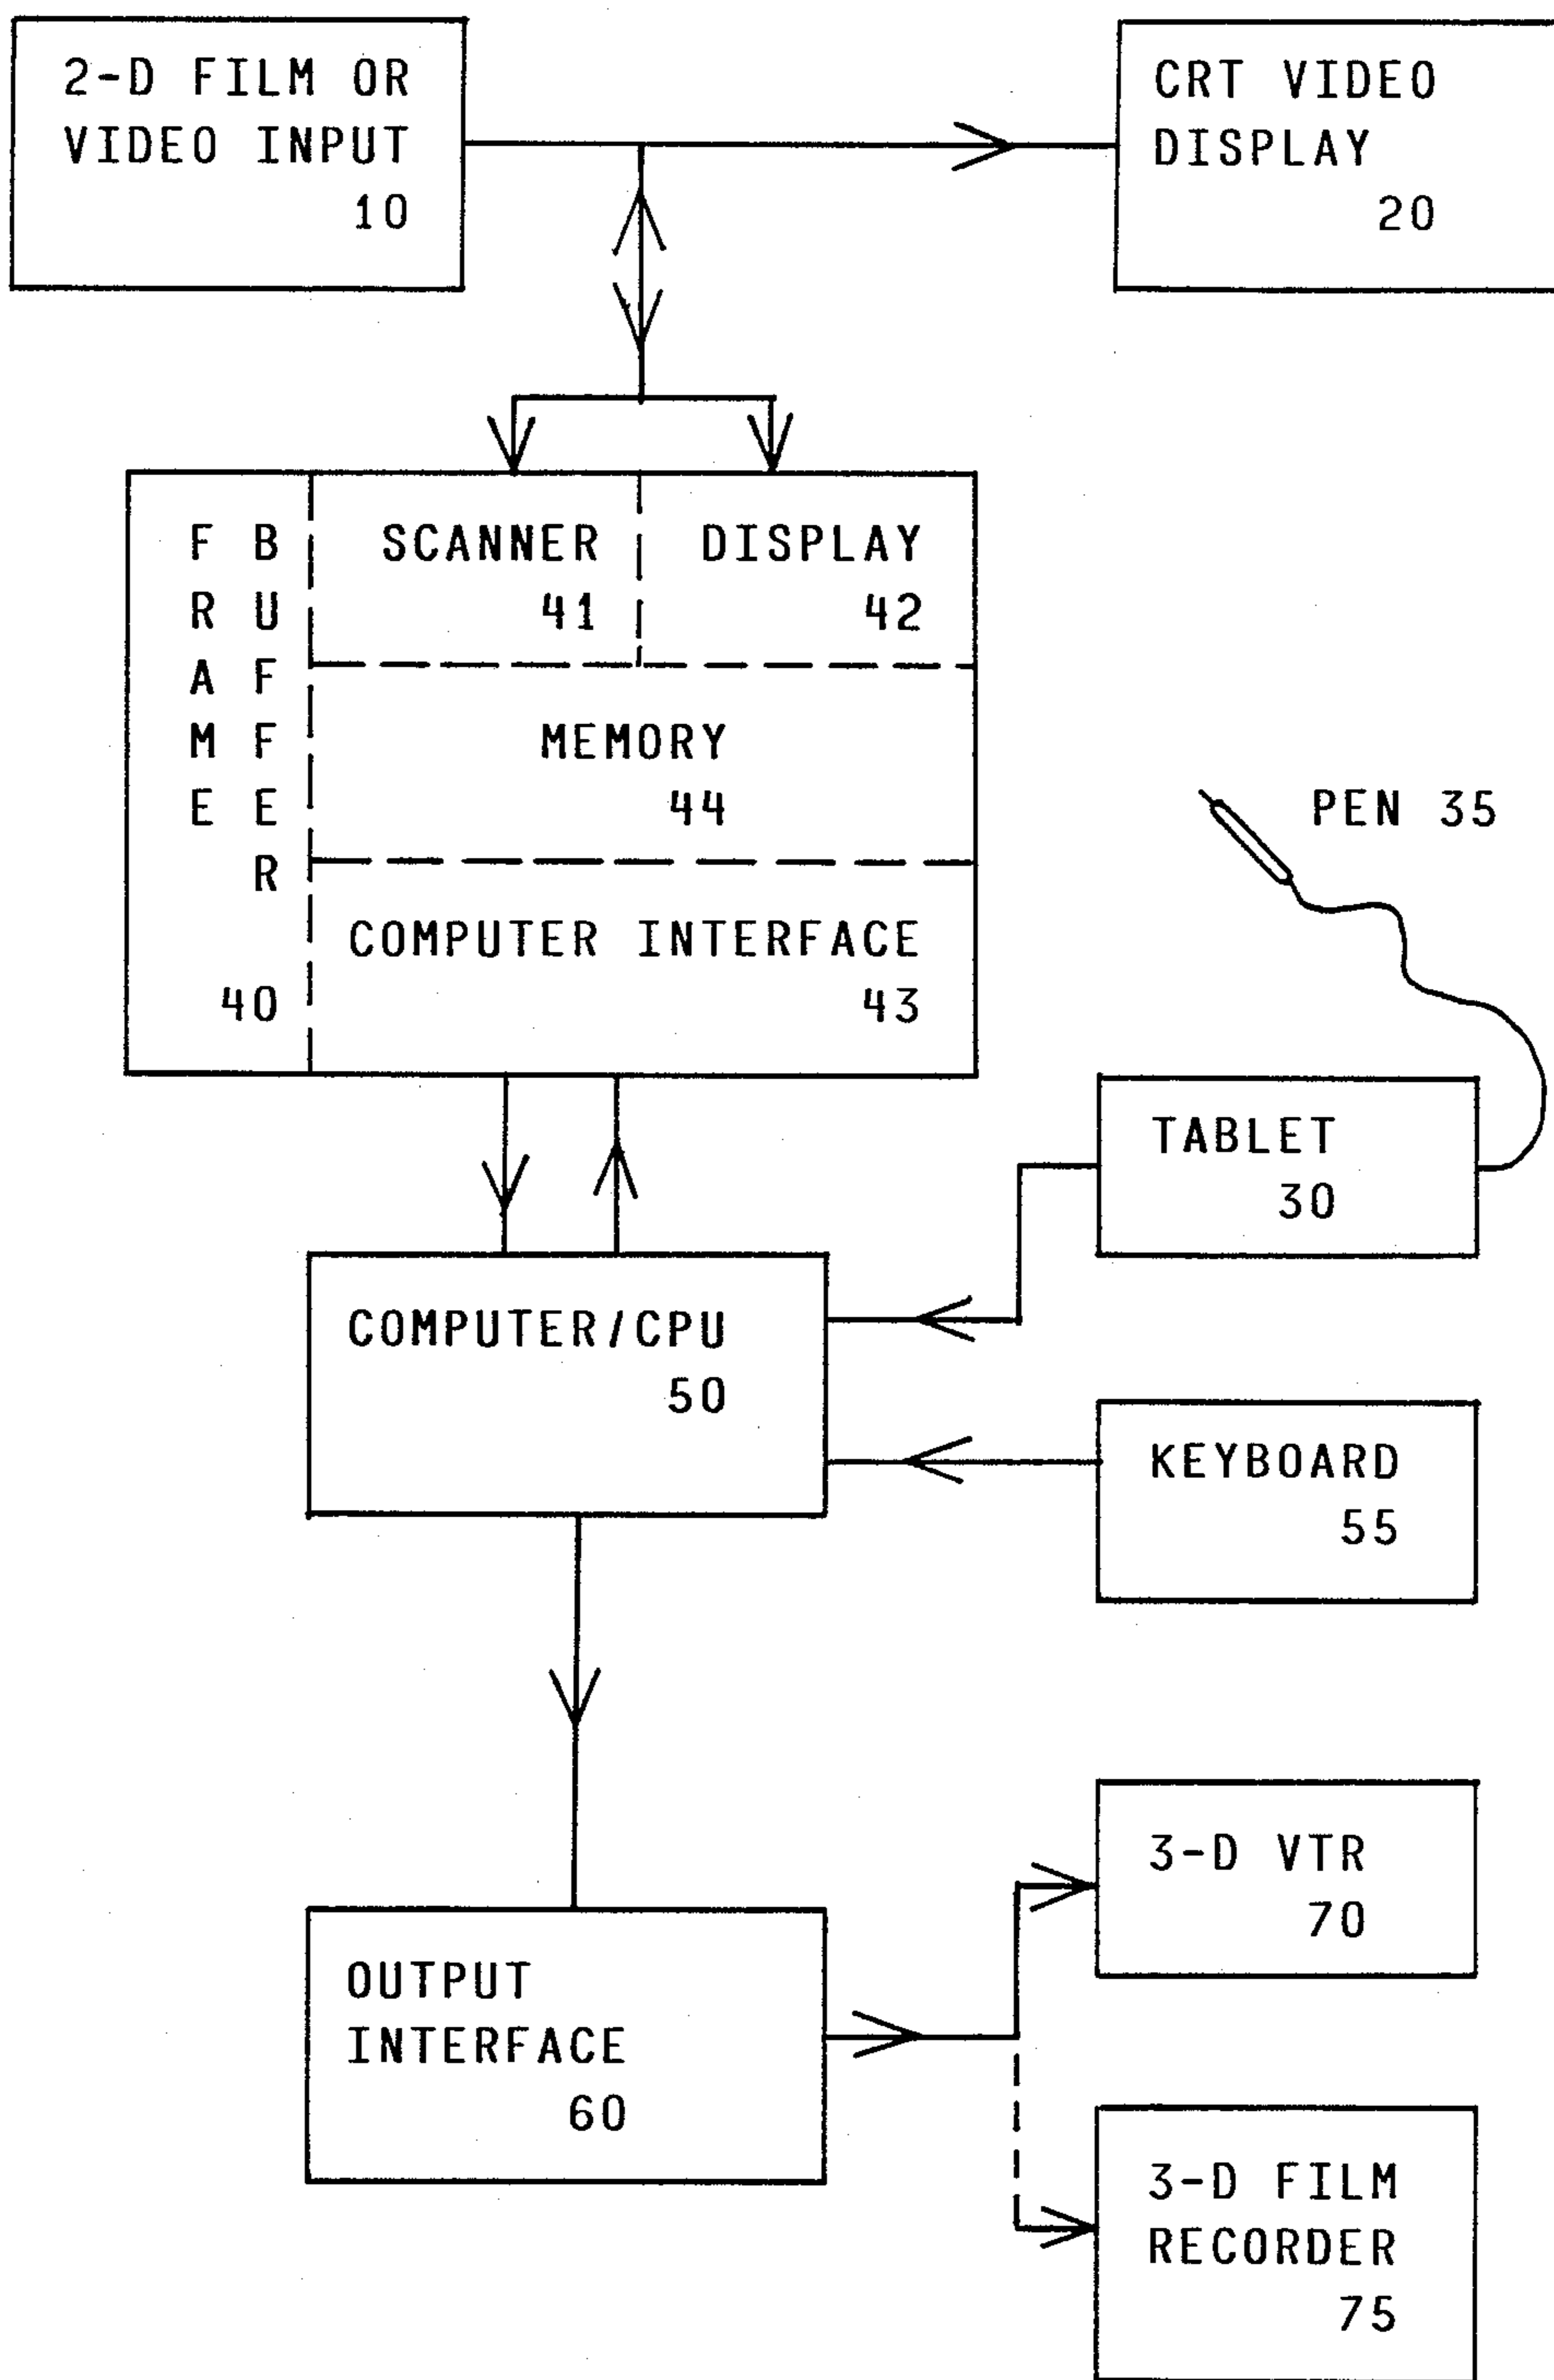 2-D FILM OR
VIDEO INPUT
10
CRT VIDEO
DISPLAY
20
FRAME
BUFFER
40
SCANNER
41
DISPLAY
42
MEMORY
44
COMPUTER INTERFACE
43
PEN 35
TABLET
30
COMPUTER/CPU
50
KEYBOARD
55
OUTPUT
INTERFACE
60
3-D VTR
70
3-D FILM
RECORDER
75